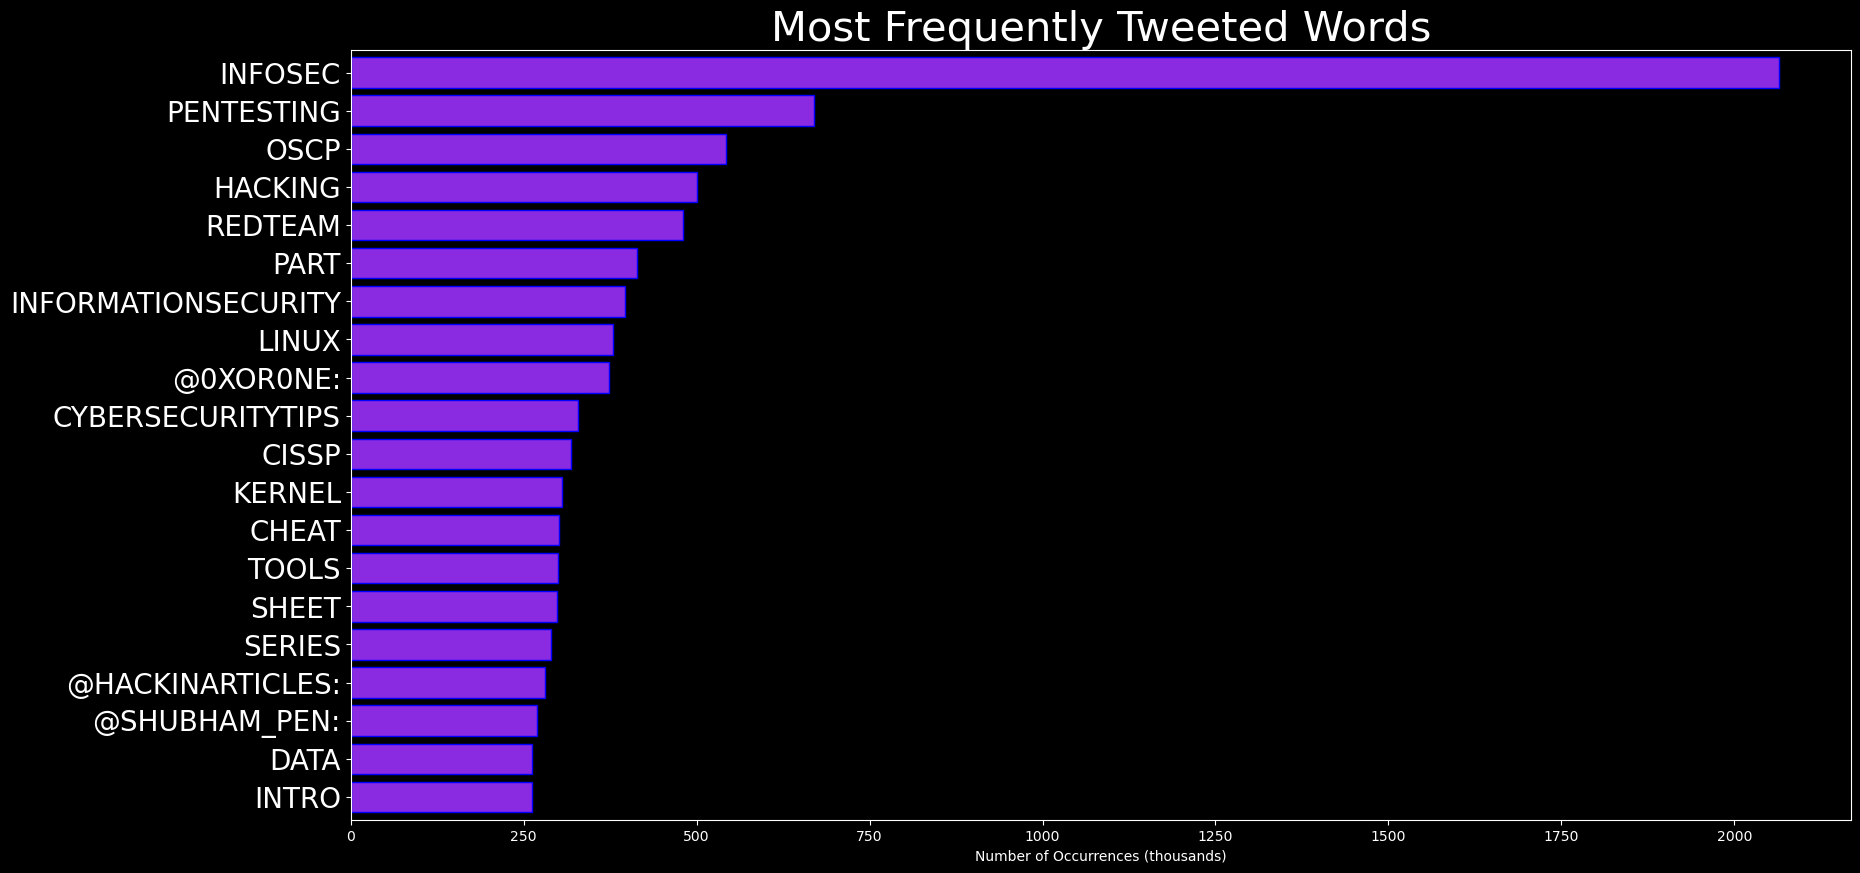 Most Frequently Tweeted Words
INFOSEC
PENTESTING
OSCP
HACKING
REDTEAM
PART
INFORMATIONSECURITY
LINUX
@0XOR0NE:
CYBERSECURITYTIPS
CISSP
KERNEL
CHEAT
TOOLS
SHEET
SERIES
@HACKINARTICLES:
@SHUBHAM_PEN:
DATA
INTRO
0 250 500 750 1000 1250 1500 1750 2000
Number of Occurrences (thousands)